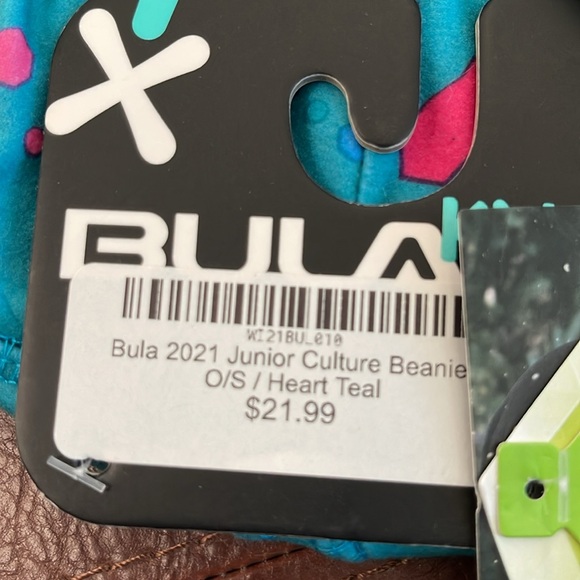 BULA
WI21BU_010
Bula 2021 Junior Culture Beanie
O/S / Heart Teal
$21.99